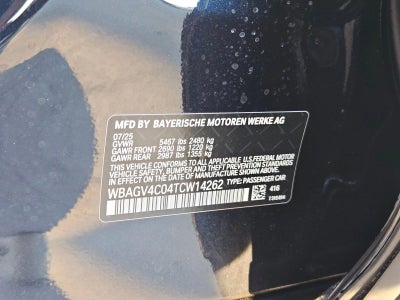 MFD BY BAYERISCHE MOTOREN WERKE AG
07/25
GVWR 5467 lbs 2480 kg
GAWR FRONT 2690 lbs 1220 kg
GAWR REAR 2987 lbs 1355 kg
THIS VEHICLE CONFORMS TO ALL APPLICABLE U.S. FEDERAL MOTOR
VEHICLE SAFETY, BUMPER, AND THEFT PREVENTION STANDARDS
IN EFFECT ON THE DATE OF MANUFACTURE SHOWN ABOVE.
WBAGV4C04TCW14262 TYPE: PASSENGER CAR
416